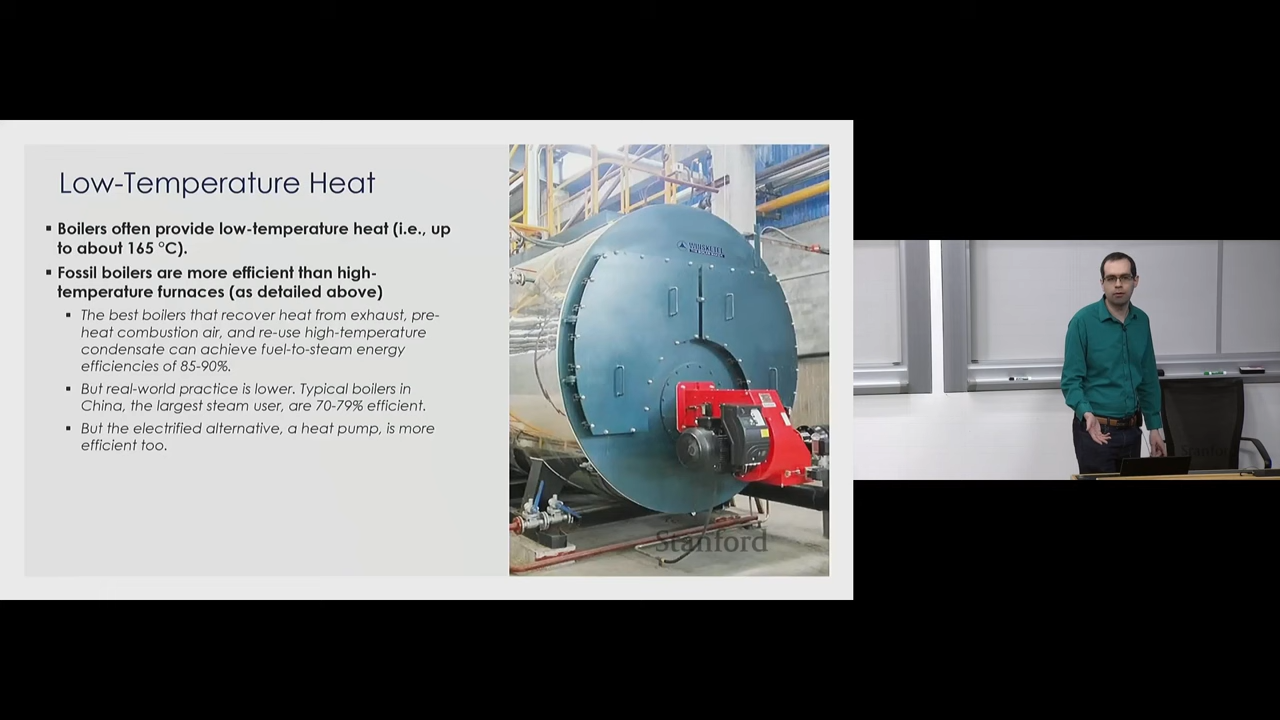 Low-Temperature Heat
▪ Boilers often provide low-temperature heat (i.e., up
to about 165 °C).
▪ Fossil boilers are more efficient than high-
temperature furnaces (as detailed above)
▪ The best boilers that recover heat from exhaust, pre-
heat combustion air, and re-use high-temperature
condensate can achieve fuel-to-steam energy
efficiencies of 85-90%.
▪ But real-world practice is lower. Typical boilers in
China, the largest steam user, are 70-79% efficient.
▪ But the electrified alternative, a heat pump, is more
efficient too.
Stanford
Stanford